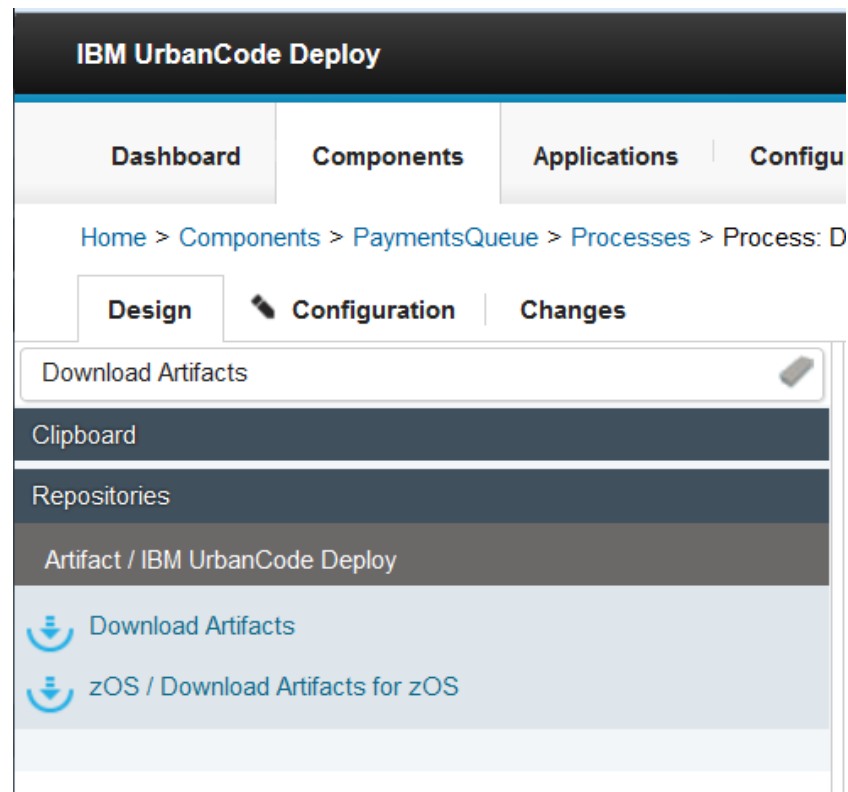 IBM UrbanCode Deploy
Dashboard Components Applications Configu
Home > Components > PaymentsQueue > Processes > Process: D
Design Configuration Changes
Download Artifacts
Clipboard
Repositories
Artifact / IBM UrbanCode Deploy
Download Artifacts
zOS / Download Artifacts for zOS